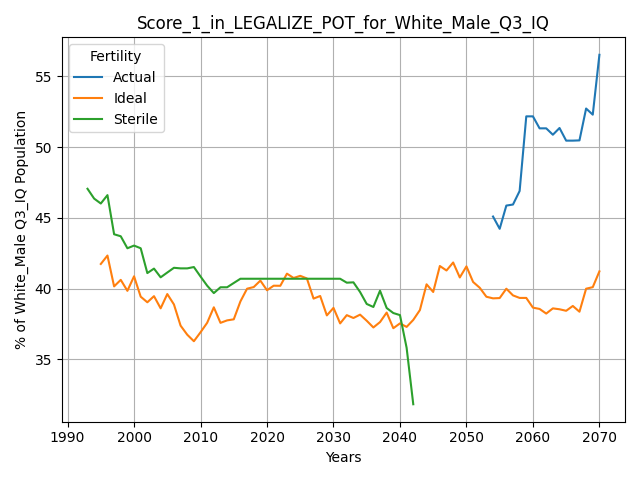 Score_1_in_LEGALIZE_POT_for_White_Male_Q3_IQ
Fertility
Actual
Ideal
Sterile
% of White_Male Q3_IQ Population
55
50
45
40
35
1990 2000 2010 2020 2030 2040 2050 2060 2070
Years